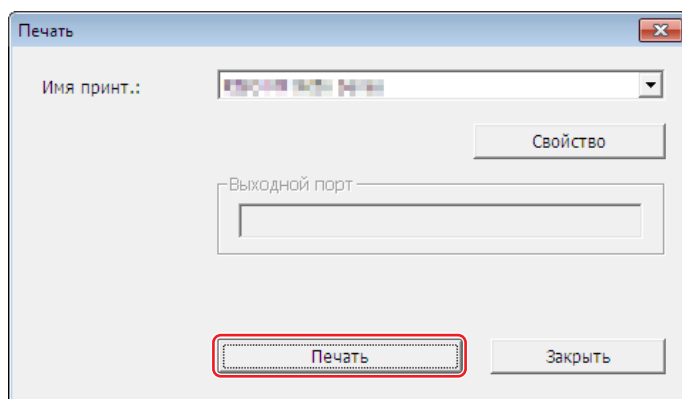 Печать
Имя принт.:
Свойство
Выходной порт
Печать
Закрыть